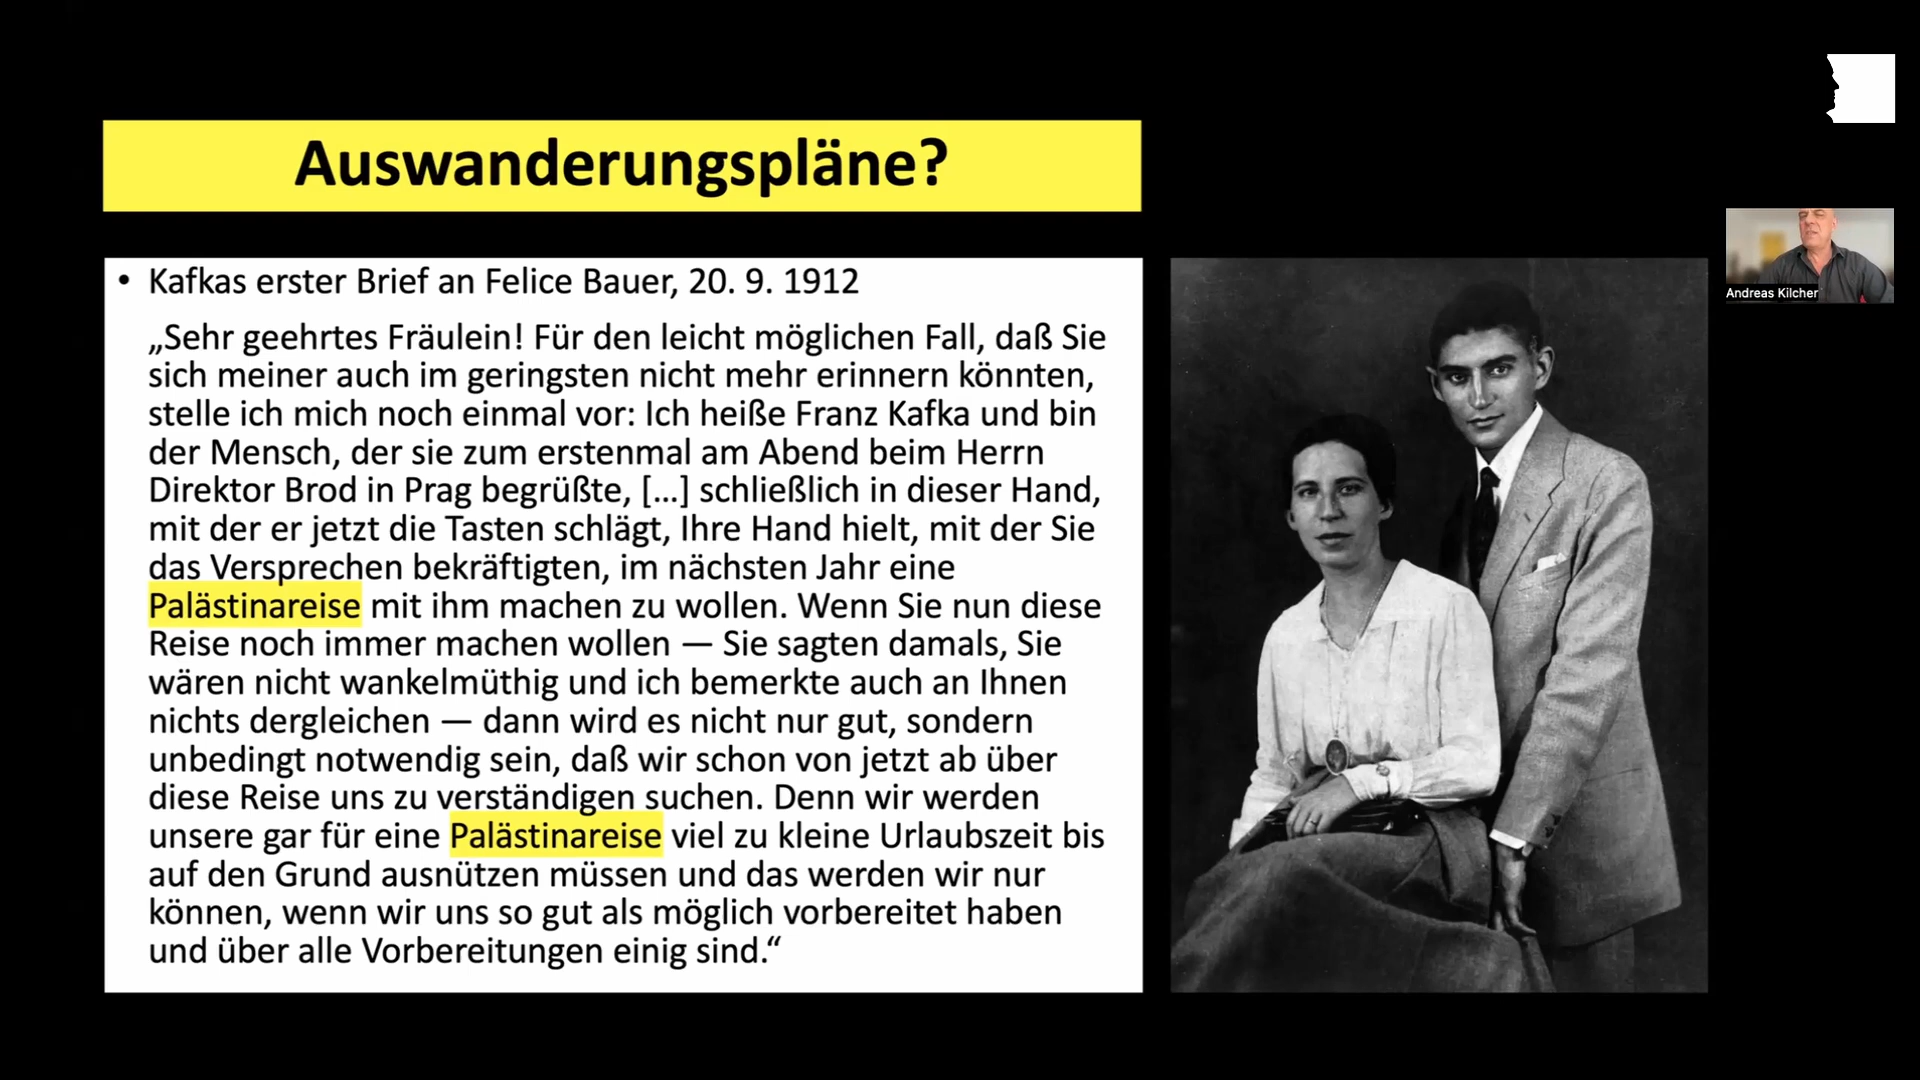 Auswanderungspläne?
• Kafkas erster Brief an Felice Bauer, 20. 9. 1912
„Sehr geehrtes Fräulein! Für den leicht möglichen Fall, daß Sie
sich meiner auch im geringsten nicht mehr erinnern könnten,
stelle ich mich noch einmal vor: Ich heiße Franz Kafka und bin
der Mensch, der sie zum erstenmal am Abend beim Herrn
Direktor Brod in Prag begrüßte, […] schließlich in dieser Hand,
mit der er jetzt die Tasten schlägt, Ihre Hand hielt, mit der Sie
das Versprechen bekräftigten, im nächsten Jahr eine
Palästinareise mit ihm machen zu wollen. Wenn Sie nun diese
Reise noch immer machen wollen — Sie sagten damals, Sie
wären nicht wankelmüthig und ich bemerkte auch an Ihnen
nichts dergleichen — dann wird es nicht nur gut, sondern
unbedingt notwendig sein, daß wir schon von jetzt ab über
diese Reise uns zu verständigen suchen. Denn wir werden
unsere gar für eine Palästinareise viel zu kleine Urlaubszeit bis
auf den Grund ausnützen müssen und das werden wir nur
können, wenn wir uns so gut als möglich vorbereitet haben
und über alle Vorbereitungen einig sind.“
Andreas Kilcher